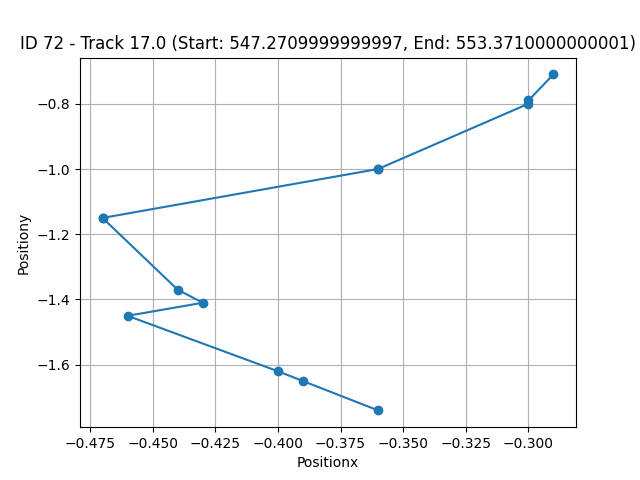 ID 72 - Track 17.0 (Start: 547.2709999999997, End: 553.3710000000001)
−0.8
−1.0
−1.2
−1.4
−1.6
Positiony
−0.475 −0.450 −0.425 −0.400 −0.375 −0.350 −0.325 −0.300
Positionx